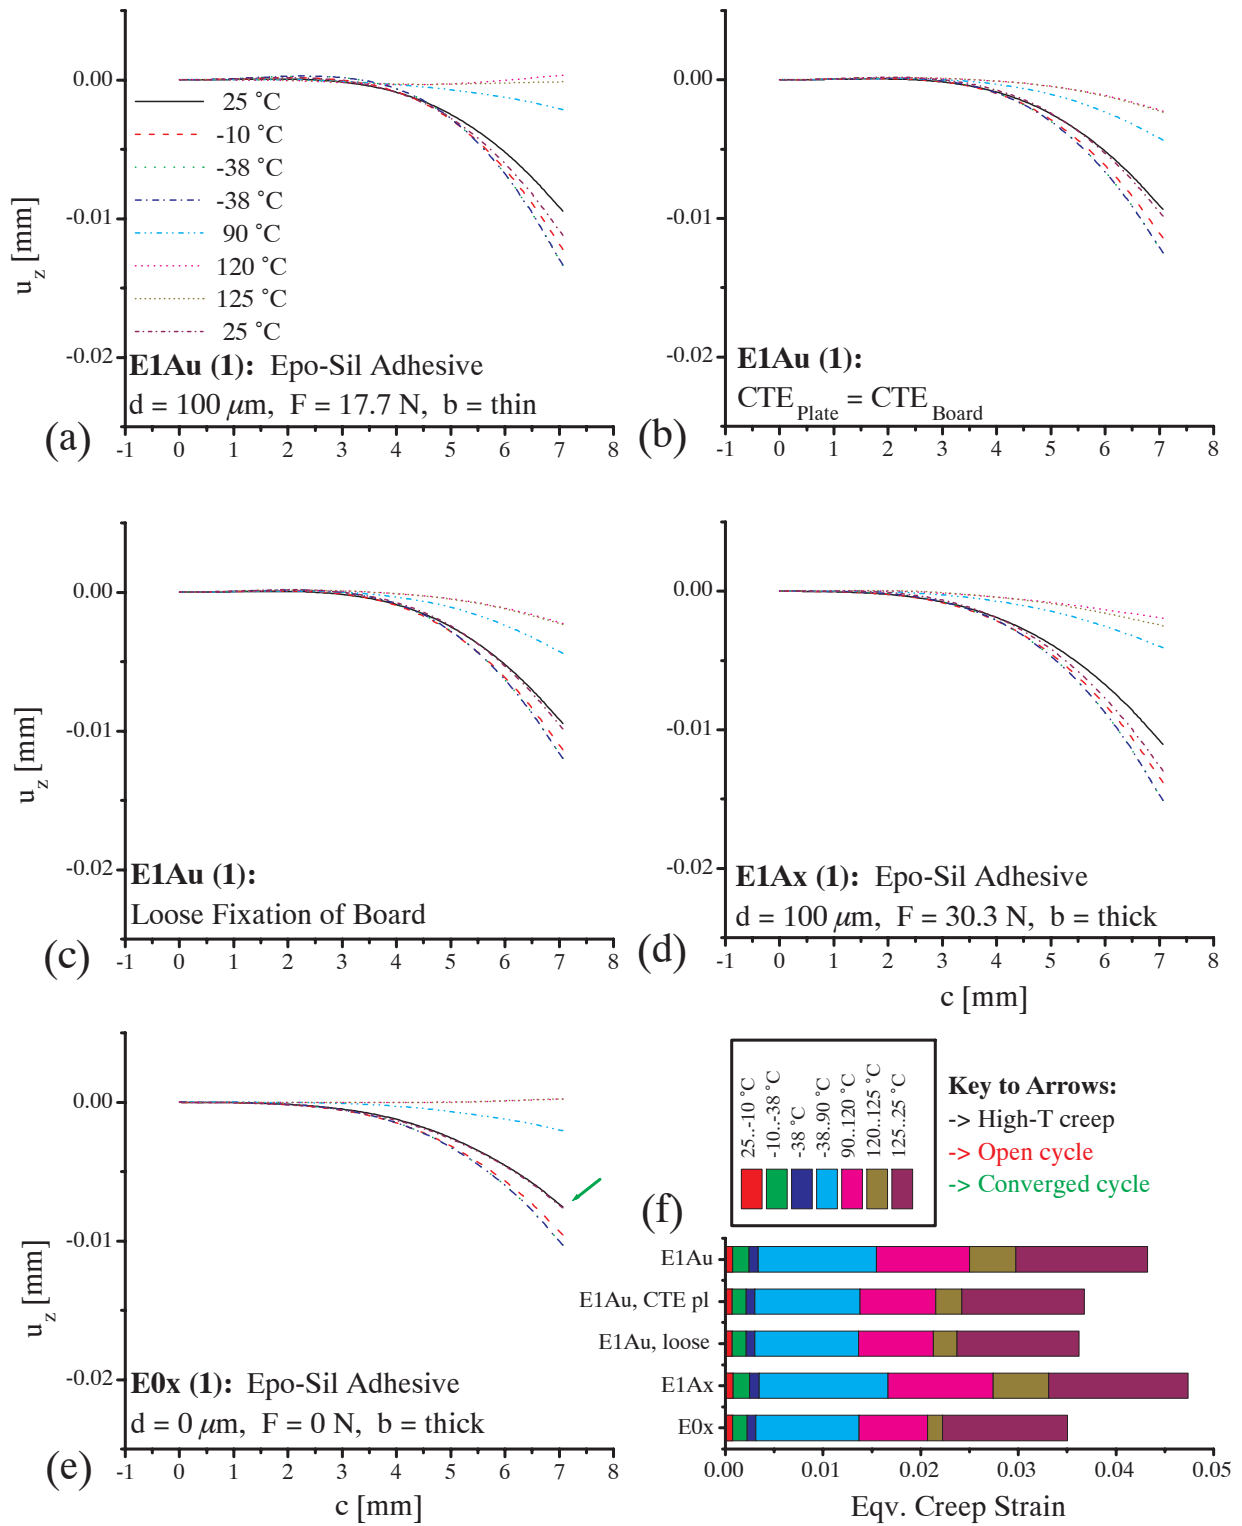 0.00
-0.01
-0.02
u_z [mm]
25 °C
-10 °C
-38 °C
-38 °C
90 °C
120 °C
125 °C
25 °C
E1Au (1): Epo-Sil Adhesive
d = 100 μm, F = 17.7 N, b = thin
(a)
-1 0 1 2 3 4 5 6 7 8
0.00
-0.01
-0.02
E1Au (1):
CTE_Plate = CTE_Board
(b)
-1 0 1 2 3 4 5 6 7 8
0.00
-0.01
-0.02
u_z [mm]
E1Au (1):
Loose Fixation of Board
(c)
-1 0 1 2 3 4 5 6 7 8
0.00
-0.01
-0.02
E1Ax (1): Epo-Sil Adhesive
d = 100 μm, F = 30.3 N, b = thick
(d)
-1 0 1 2 3 4 5 6 7 8
c [mm]
0.00
-0.01
-0.02
u_z [mm]
E0x (1): Epo-Sil Adhesive
d = 0 μm, F = 0 N, b = thick
(e)
-1 0 1 2 3 4 5 6 7 8
c [mm]
25..-10 °C
-10..-38 °C
-38 °C
-38..90 °C
90..120 °C
120..125 °C
125..25 °C
Key to Arrows:
-> High-T creep
-> Open cycle
-> Converged cycle
(f)
E1Au
E1Au, CTE pl
E1Au, loose
E1Ax
E0x
0.00 0.01 0.02 0.03 0.04 0.05
Eqv. Creep Strain